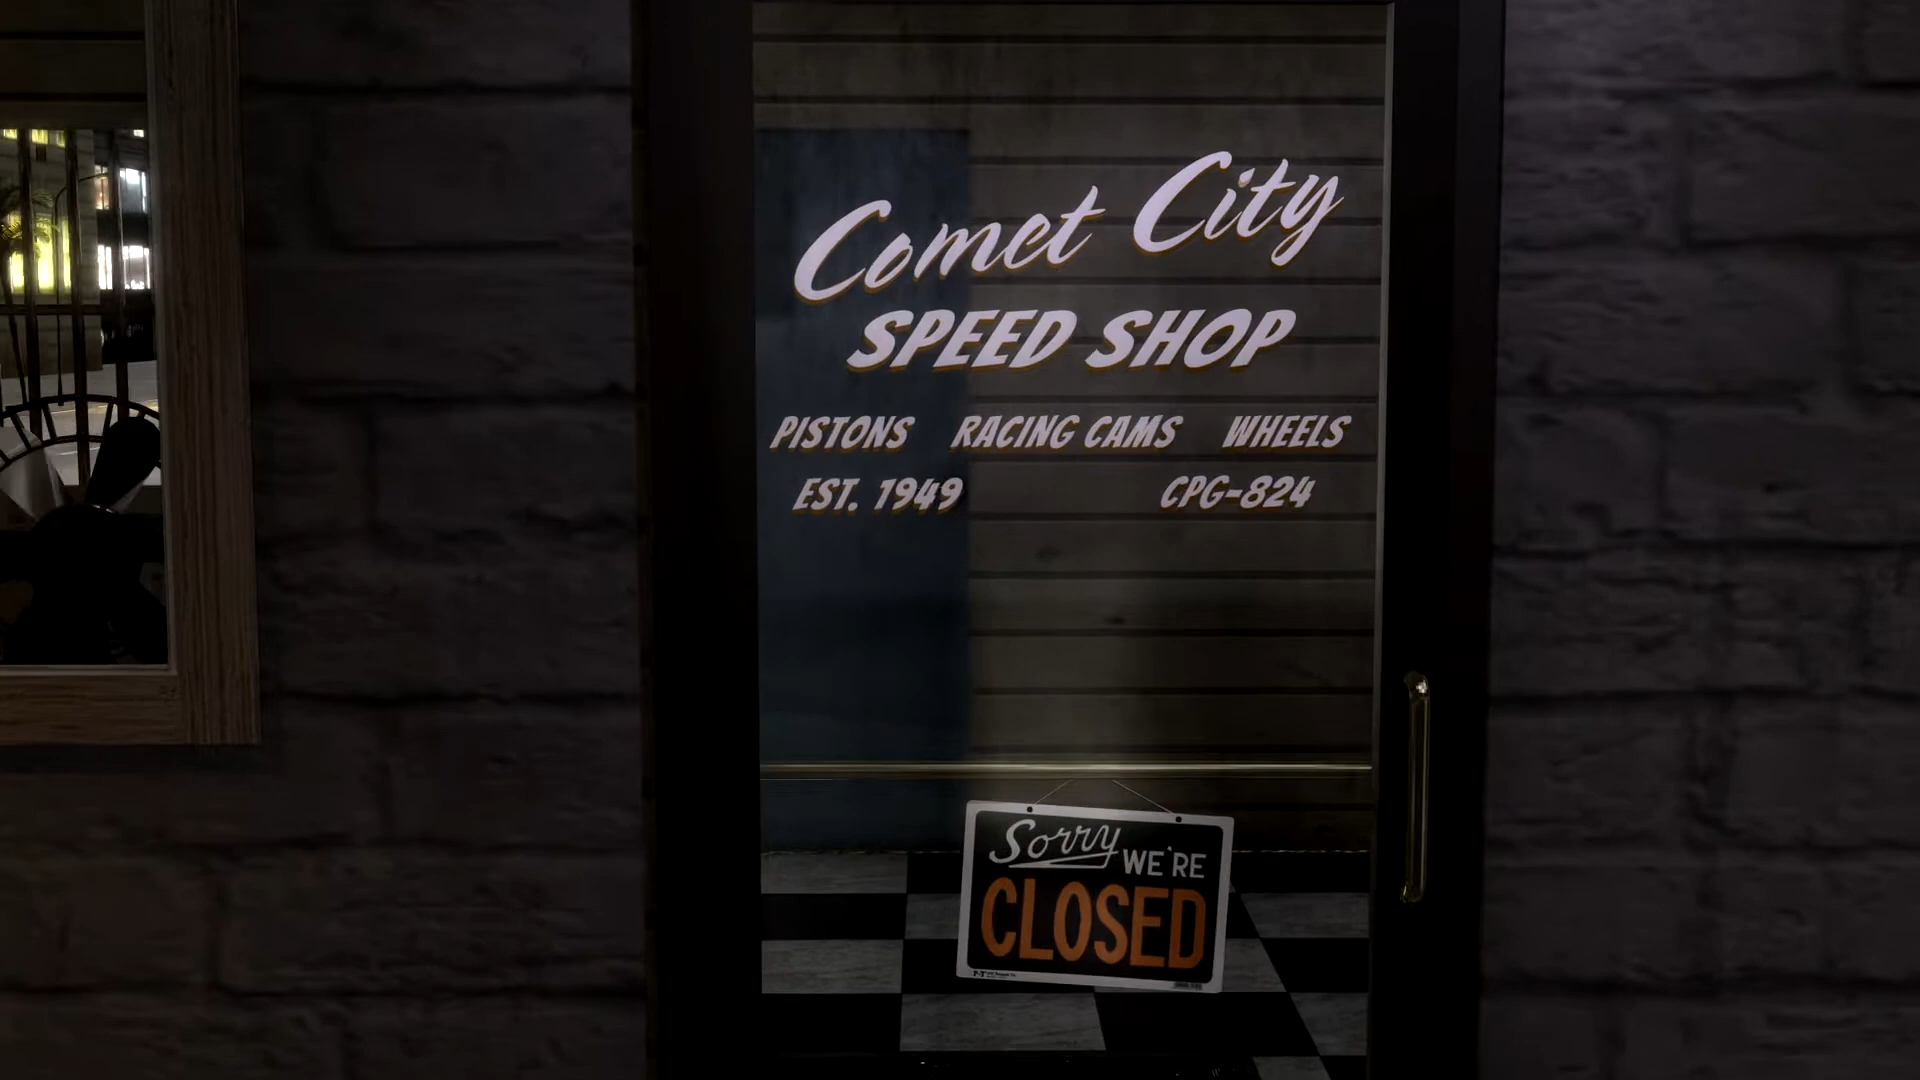 Comet City
SPEED SHOP
PISTONS RACING CAMS WHEELS
EST. 1949 CPG-824
Sorry WE'RE
CLOSED